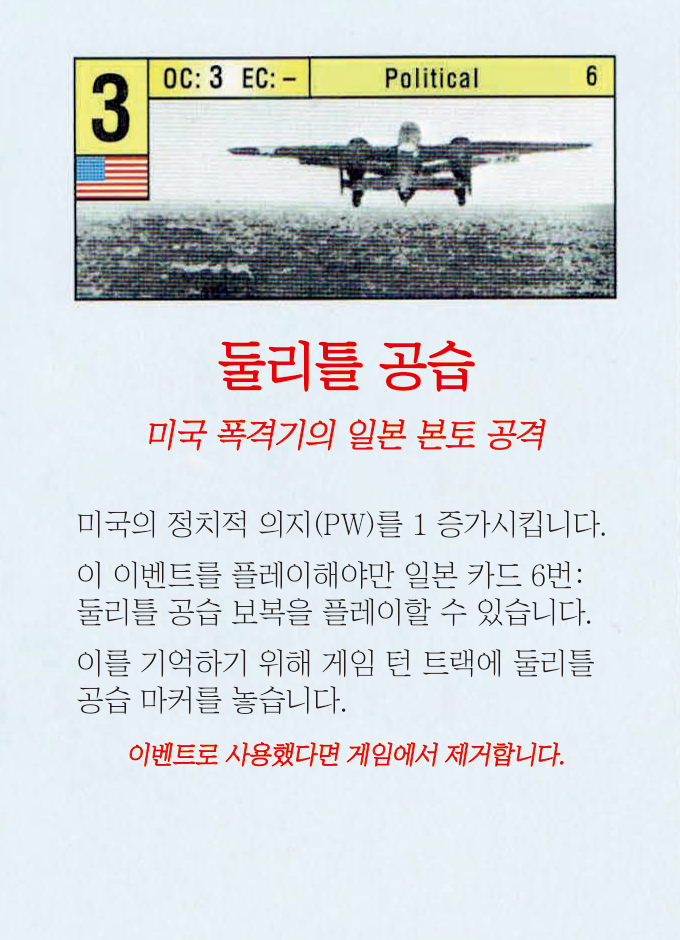 3
OC: 3 EC: –
Political
6
둘리틀 공습
미국 폭격기의 일본 본토 공격
미국의 정치적 의지(PW)를 1 증가시킵니다.
이 이벤트를 플레이해야만 일본 카드 6번:
둘리틀 공습 보복을 플레이할 수 있습니다.
이를 기억하기 위해 게임 턴 트랙에 둘리틀
공습 마커를 놓습니다.
이벤트로 사용했다면 게임에서 제거합니다.